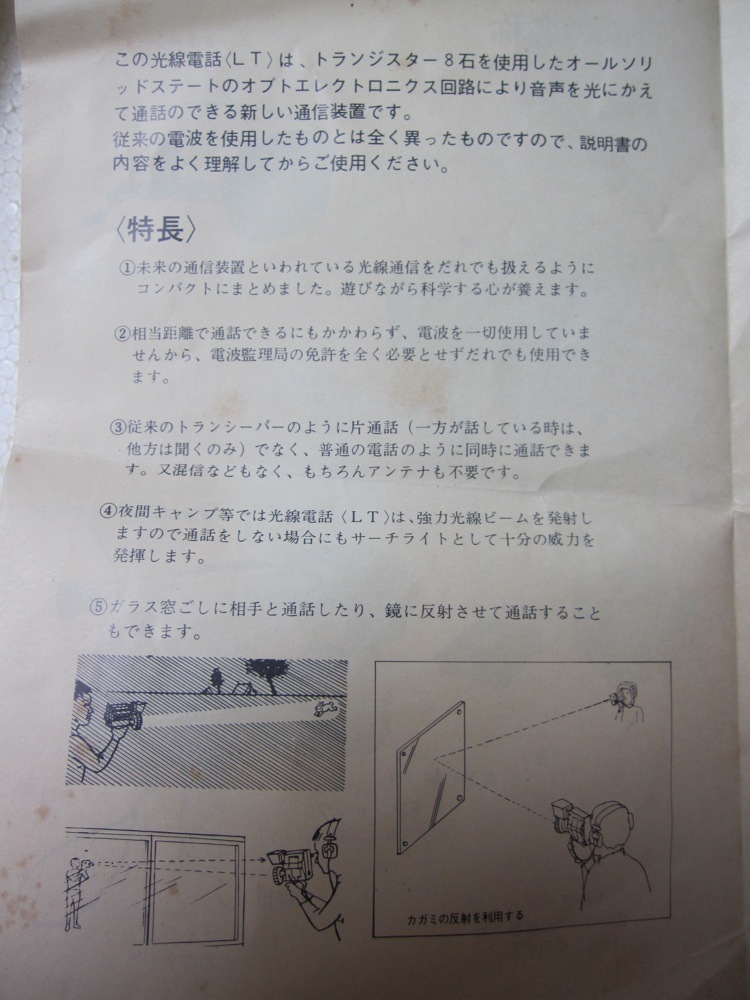 この光線電話〈LT〉は、トランジスター8石を使用したオールソリ
ッドステートのオプトエレクトロニクス回路により音声を光にかえ
て通話のできる新しい通信装置です。
従来の電波を使用したものとは全く異ったものですので、説明書の
内容をよく理解してからご使用ください。
〈特長〉
①未来の通信装置といわれている光線通信をだれでも扱えるように
コンパクトにまとめました。遊びながら科学する心が養えます。
②相当距離で通話できるにもかかわらず、電波を一切使用していま
せんから、電波監理局の免許を全く必要とせずだれでも使用でき
ます。
③従来のトランシーバーのように片通話（一方が話している時は、
他方は聞くのみ）でなく、普通の電話のように同時に通話できま
す。又混信などもなく、もちろんアンテナも不要です。
④夜間キャンプ等では光線電話〈LT〉は、強力光線ビームを発射し
ますので通話をしない場合にもサーチライトとして十分の威力を
発揮します。
⑤ガラス窓ごしに相手と通話したり、鏡に反射させて通話すること
もできます。
カガミの反射を利用する